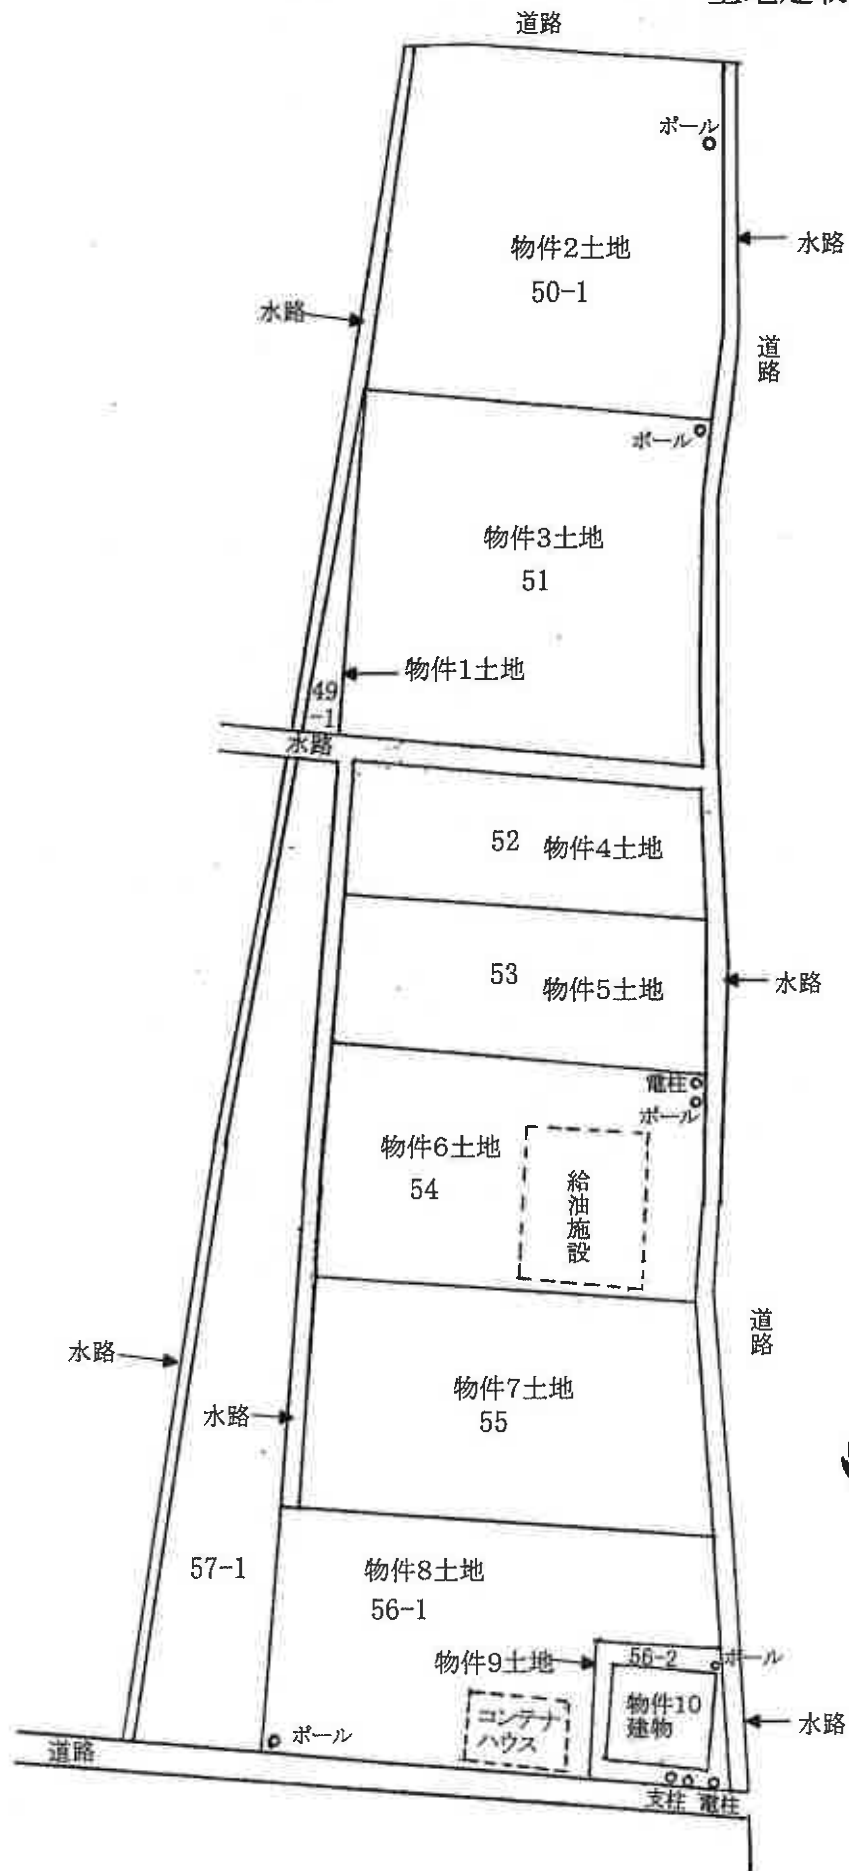 道路
ポール
物件2土地
50-1
水路
水路
道路
ポール
物件3土地
51
物件1土地
49
-1
水路
52 物件4土地
53 物件5土地
水路
電柱
ポール
物件6土地
54
給油施設
道路
水路
物件7土地
55
水路
57-1
物件8土地
56-1
物件9土地
56-2
ポール
物件10
建物
コンテナ
ハウス
水路
ポール
道路
支柱 電柱